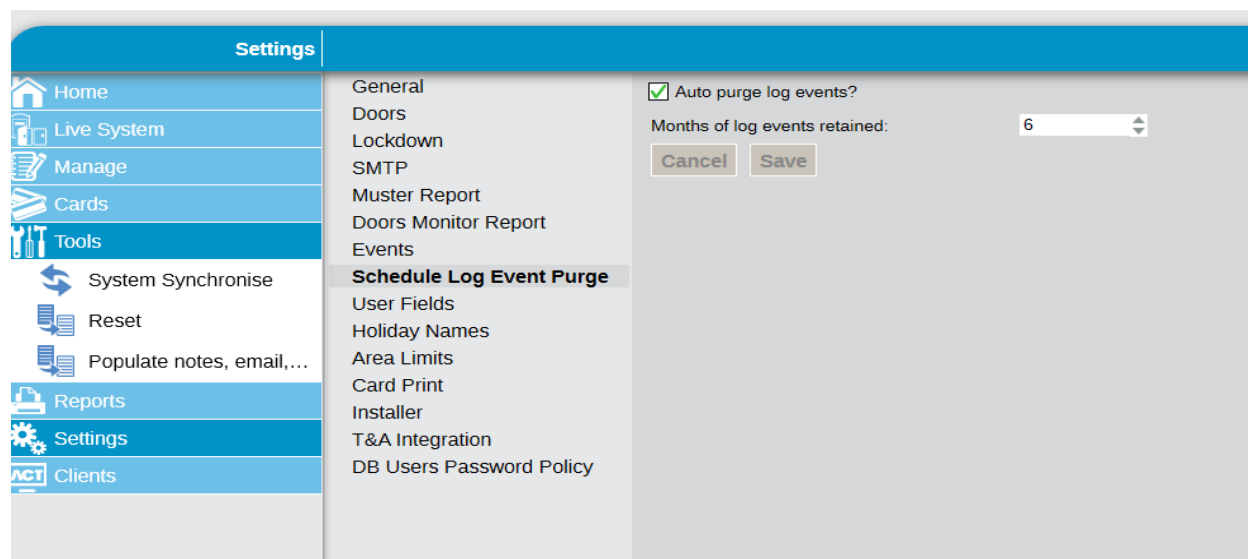 Settings
Home
Live System
Manage
Cards
Tools
System Synchronise
Reset
Populate notes, email,...
Reports
Settings
ACT Clients
General
Doors
Lockdown
SMTP
Muster Report
Doors Monitor Report
Events
Schedule Log Event Purge
User Fields
Holiday Names
Area Limits
Card Print
Installer
T&A Integration
DB Users Password Policy
Auto purge log events?
Months of log events retained: 6
Cancel Save